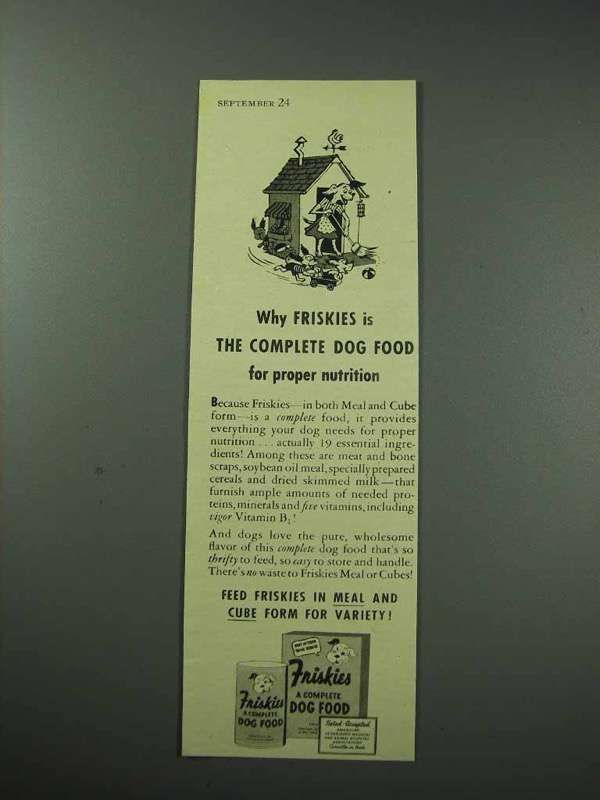 SEPTEMBER 24
Why FRISKIES is
THE COMPLETE DOG FOOD
for proper nutrition
Because Friskies—in both Meal and Cube
form—is a complete food, it provides
everything your dog needs for proper
nutrition . . . actually 19 essential ingre-
dients! Among these are meat and bone
scraps, soybean oil meal, specially prepared
cereals and dried skimmed milk—that
furnish ample amounts of needed pro-
teins, minerals and five vitamins, including
vigor Vitamin B₁!
And dogs love the pure, wholesome
flavor of this complete dog food that's so
thrifty to feed, so easy to store and handle.
There's no waste to Friskies Meal or Cubes!
FEED FRISKIES IN MEAL AND
CUBE FORM FOR VARIETY!
Friskies
A COMPLETE
DOG FOOD
Friskies
A COMPLETE
DOG FOOD